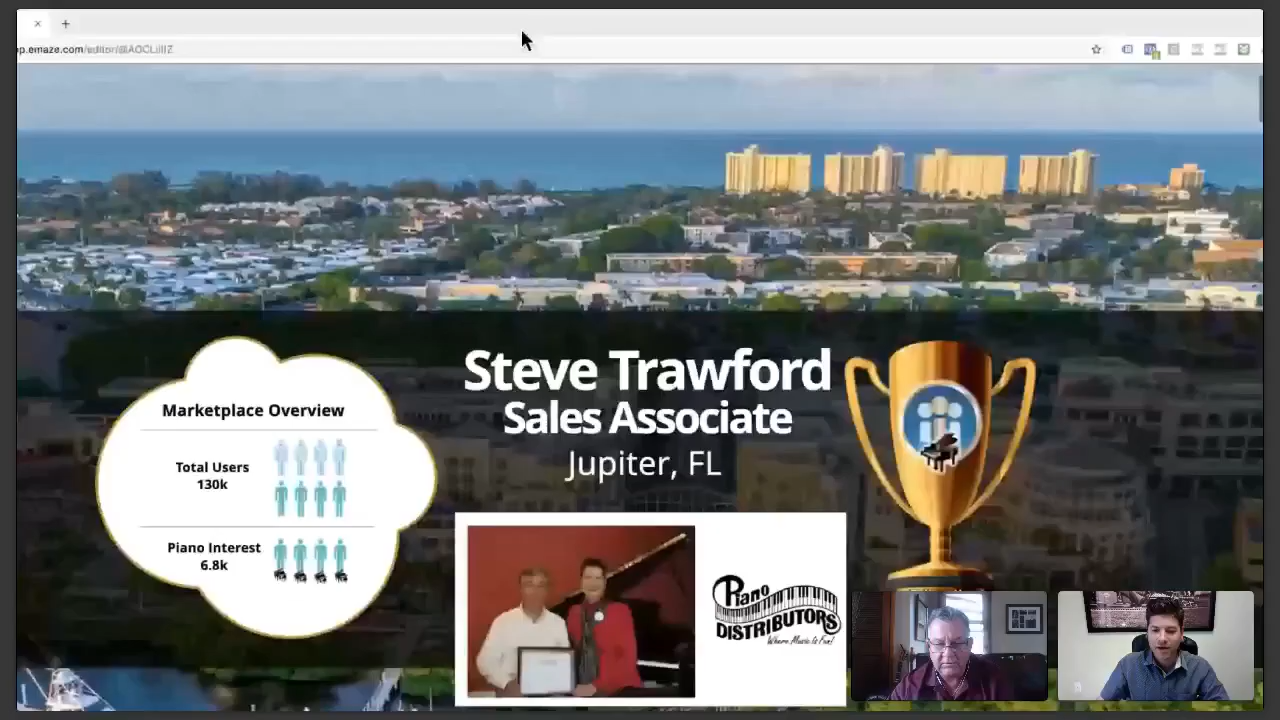 Steve Trawford
Sales Associate
Jupiter, FL
Marketplace Overview
Total Users
130k
Piano Interest
6.8k
Piano
DISTRIBUTORS
Where Music Is Fun!